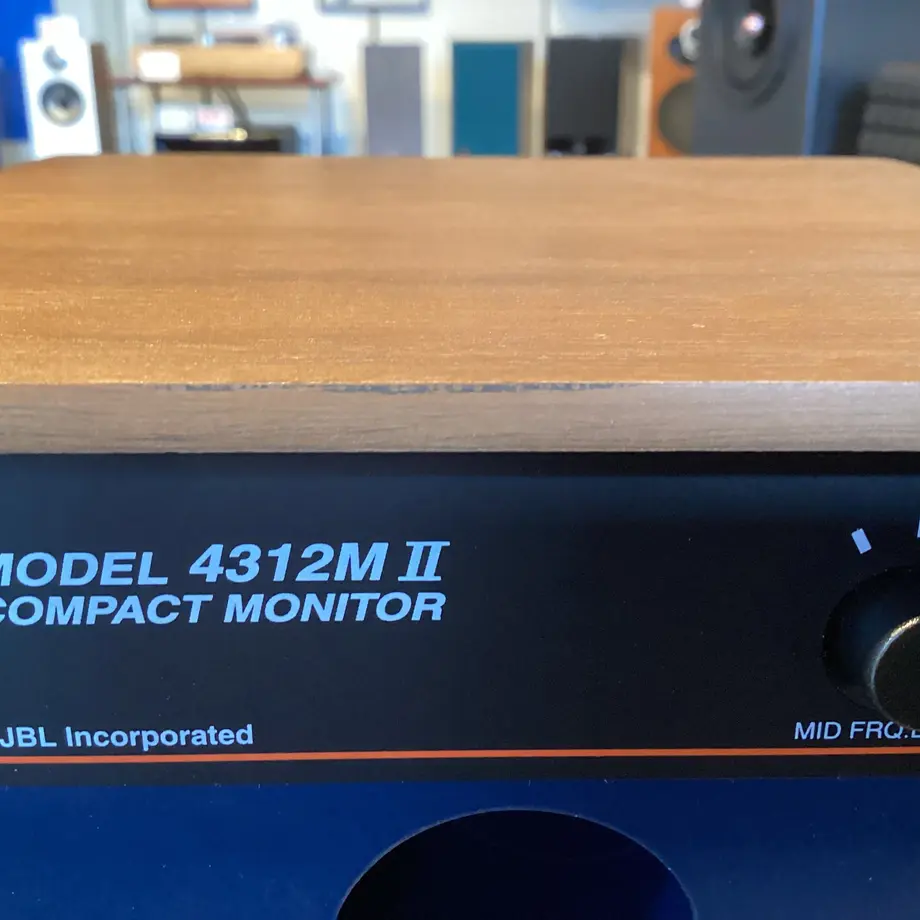 MODEL 4312M II
COMPACT MONITOR
JBL Incorporated
MID FRQ.